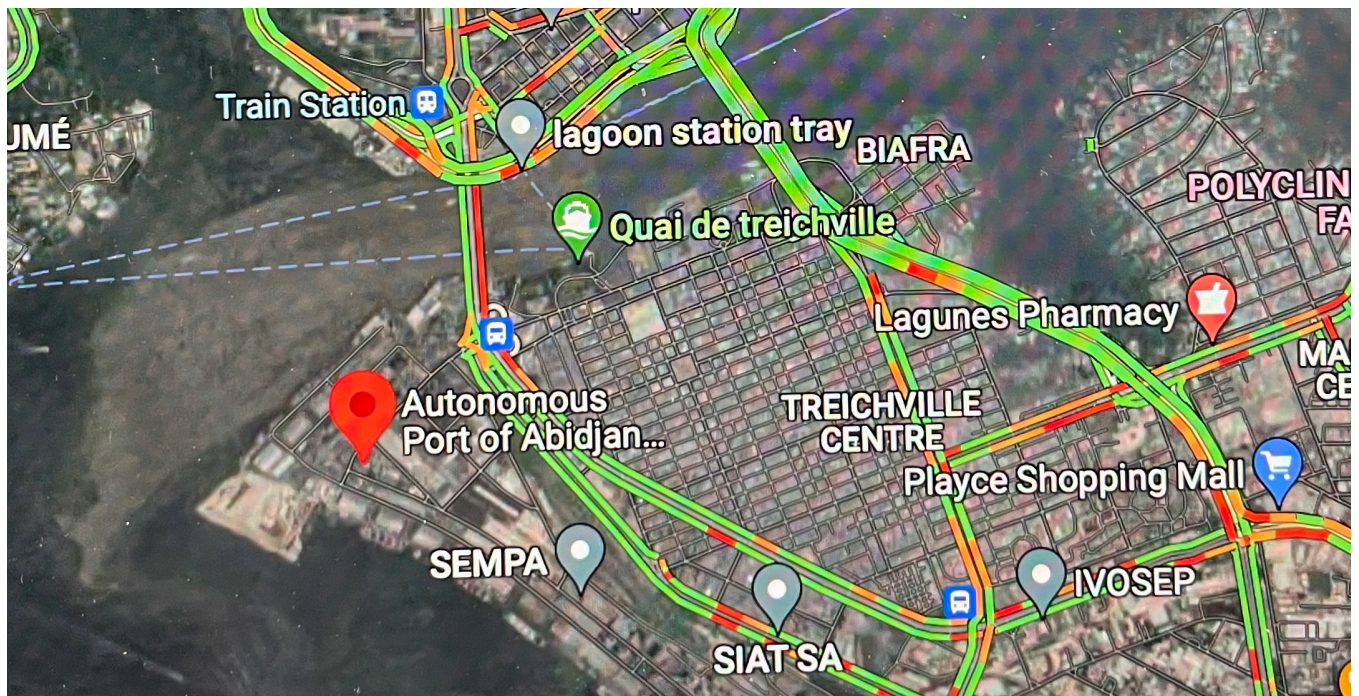 Train Station
UMÉ
lagoon station tray
BIAFRA
POLYCLIN
FA
Quai de treichville
Lagunes Pharmacy
MA
CE
Autonomous
Port of Abidjan...
TREICHVILLE
CENTRE
Playce Shopping Mall
SEMPA
IVOSEP
SIAT SA